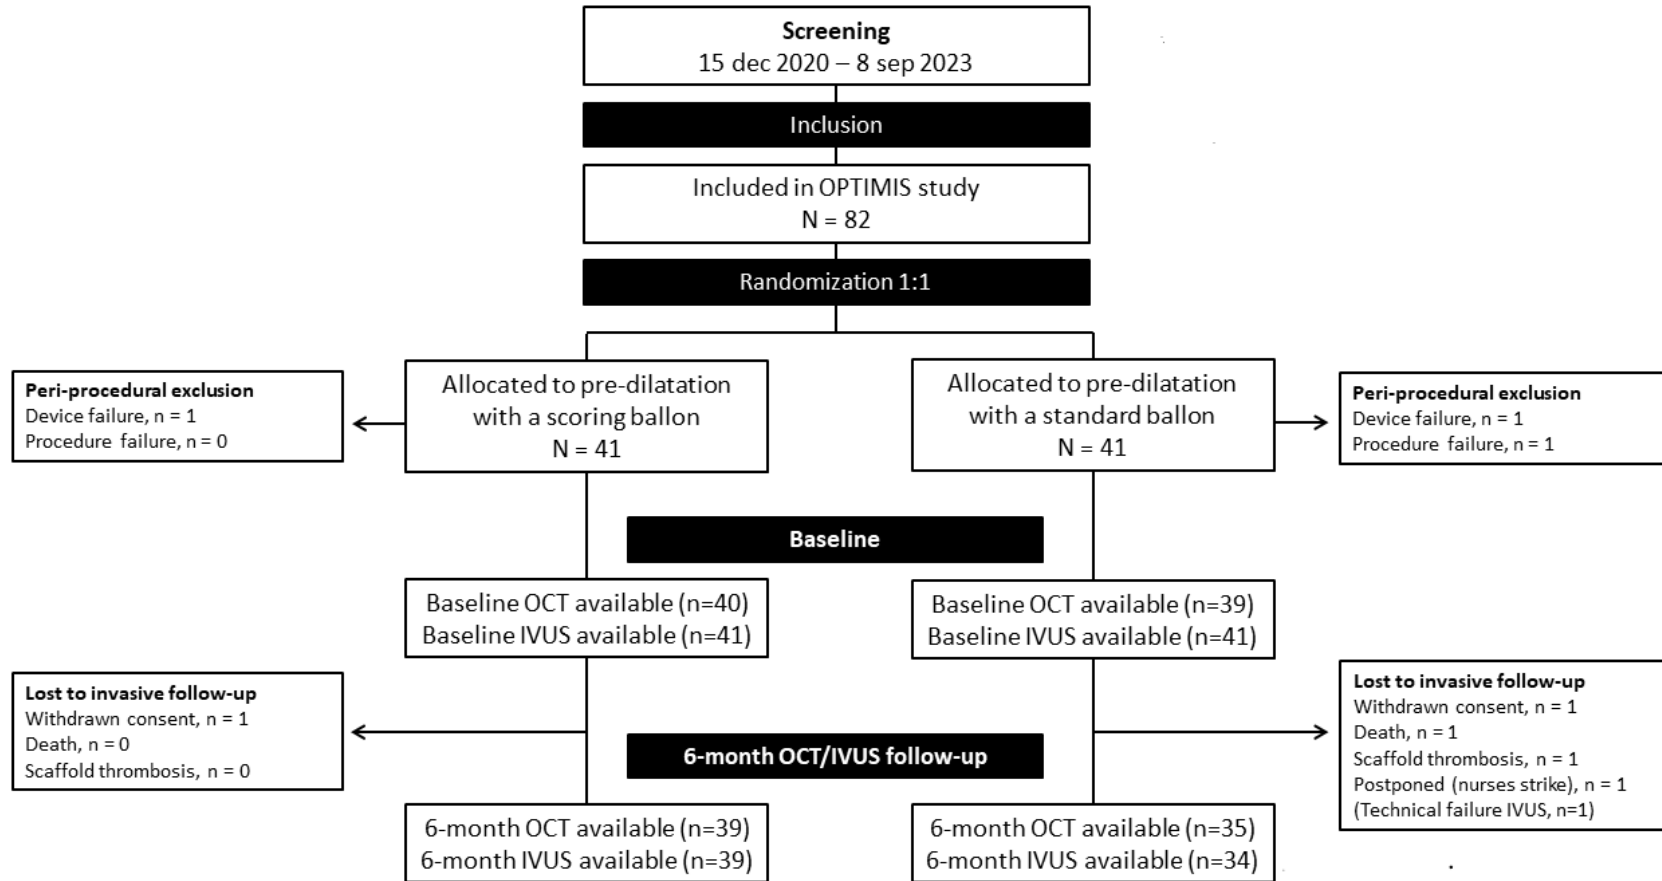 Screening
15 dec 2020 – 8 sep 2023
Inclusion
Included in OPTIMIS study
N = 82
Randomization 1:1
Peri-procedural exclusion
Device failure, n = 1
Procedure failure, n = 0
Allocated to pre-dilatation
with a scoring ballon
N = 41
Allocated to pre-dilatation
with a standard ballon
N = 41
Peri-procedural exclusion
Device failure, n = 1
Procedure failure, n = 1
Baseline
Baseline OCT available (n=40)
Baseline IVUS available (n=41)
Baseline OCT available (n=39)
Baseline IVUS available (n=41)
Lost to invasive follow-up
Withdrawn consent, n = 1
Death, n = 0
Scaffold thrombosis, n = 0
Lost to invasive follow-up
Withdrawn consent, n = 1
Death, n = 1
Scaffold thrombosis, n = 1
Postponed (nurses strike), n = 1
(Technical failure IVUS, n=1)
6-month OCT/IVUS follow-up
6-month OCT available (n=39)
6-month IVUS available (n=39)
6-month OCT available (n=35)
6-month IVUS available (n=34)